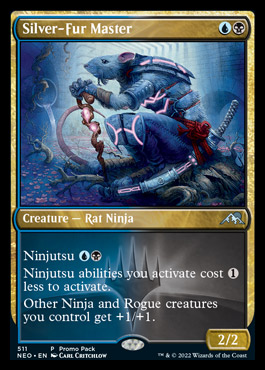 Silver-Fur Master
Creature — Rat Ninja
Ninjutsu
Ninjutsu abilities you activate cost 1
less to activate.
Other Ninja and Rogue creatures
you control get +1/+1.
2/2
511 P Promo Pack
NEO • EN Carl Critchlow
™ & © 2022 Wizards of the Coast